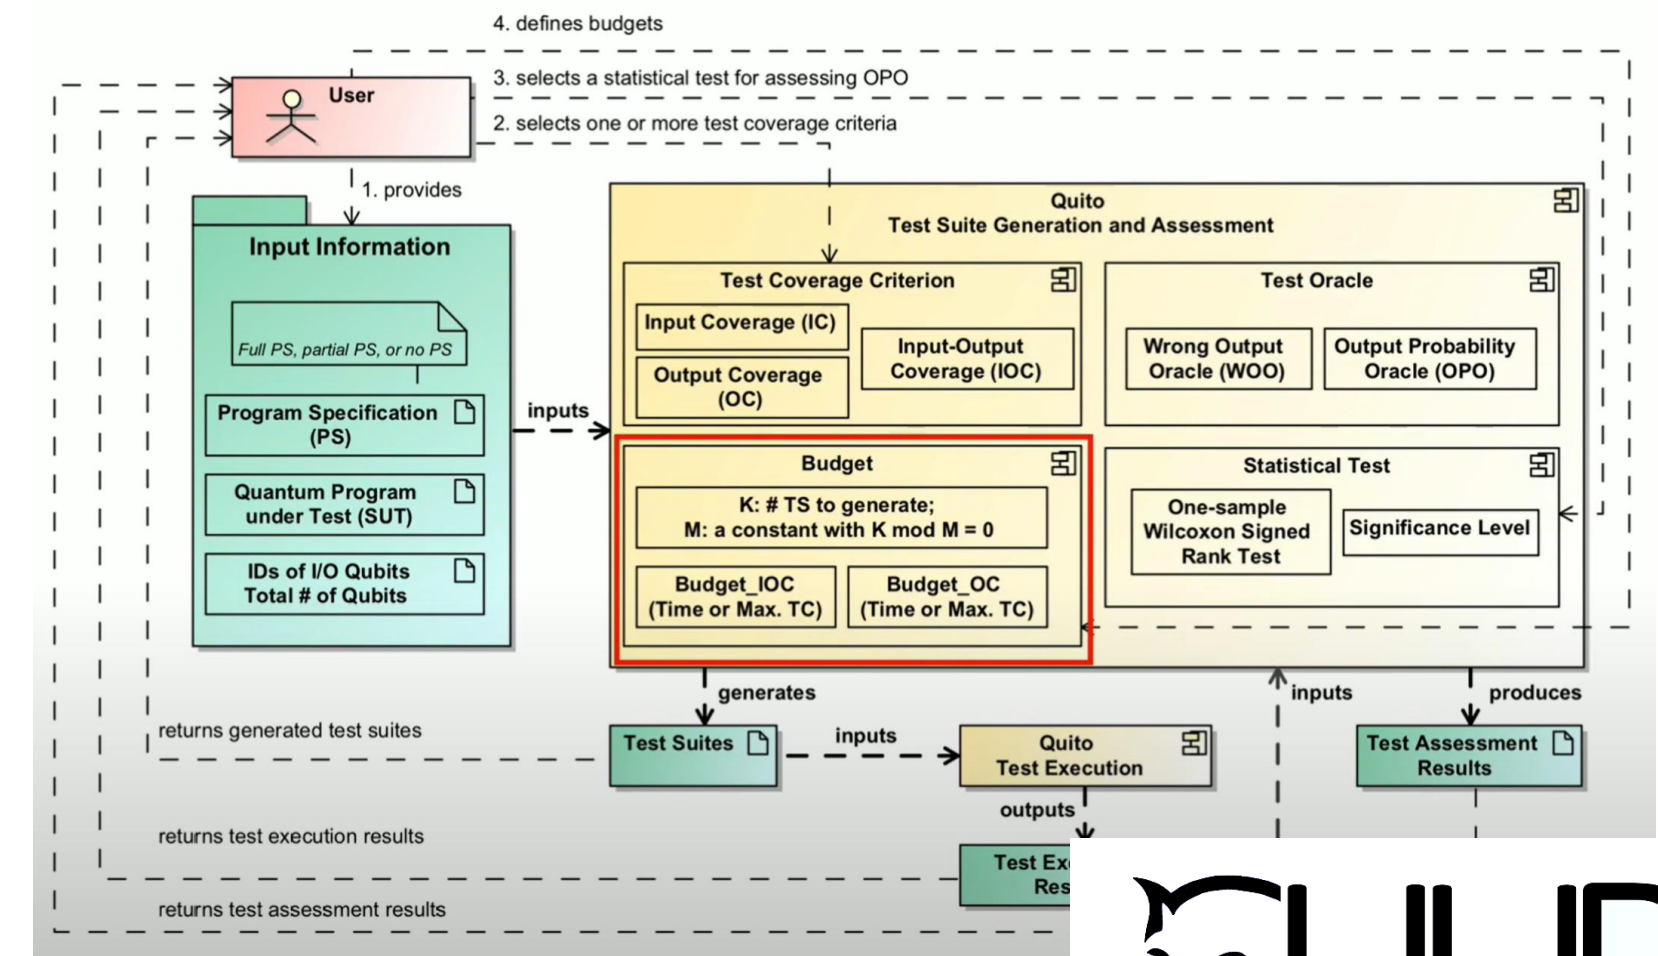 4. defines budgets
3. selects a statistical test for assessing OPO
2. selects one or more test coverage criteria
User
1. provides
Input Information
Full PS, partial PS, or no PS
Program Specification
(PS)
Quantum Program
under Test (SUT)
IDs of I/O Qubits
Total # of Qubits
inputs
Quito
Test Suite Generation and Assessment
Test Coverage Criterion
Input Coverage (IC)
Output Coverage
(OC)
Input-Output
Coverage (IOC)
Test Oracle
Wrong Output
Oracle (WOO)
Output Probability
Oracle (OPO)
Budget
K: # TS to generate;
M: a constant with K mod M = 0
Budget_IOC
(Time or Max. TC)
Budget_OC
(Time or Max. TC)
Statistical Test
One-sample
Wilcoxon Signed
Rank Test
Significance Level
generates
inputs
produces
returns generated test suites
Test Suites
inputs
Quito
Test Execution
Test Assessment
Results
outputs
returns test execution results
Test
returns test assessment results